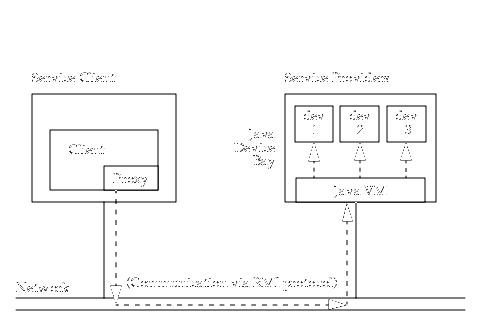 Service Client
Service Providers
Client
Proxy
Java
Device
Bay
dev
1
dev
2
dev
3
Java VM
Network
(Communication via RMI protocol)